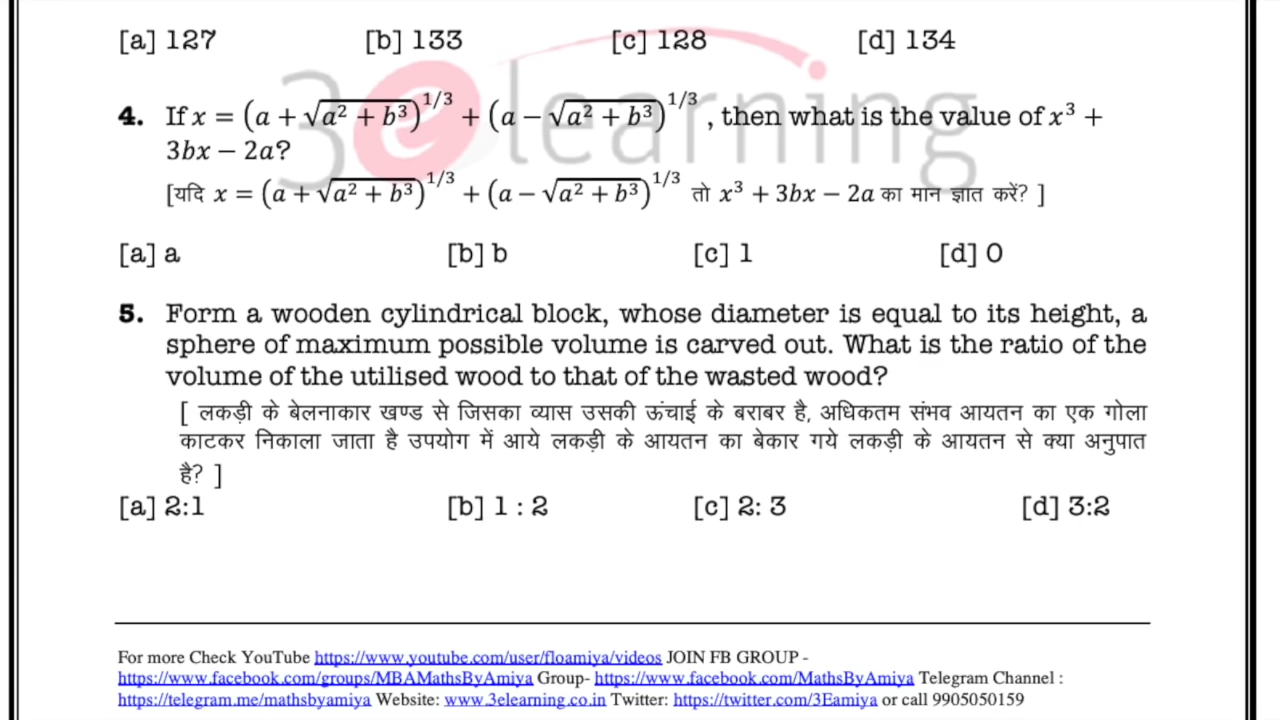 [a] 127 [b] 133 [c] 128 [d] 134
3elearning
4. If x = (a + √a² + b³)^1/3 + (a − √a² + b³)^1/3 , then what is the value of x³ +
3bx − 2a?
[यदि x = (a + √a² + b³)^1/3 + (a − √a² + b³)^1/3 तो x³ + 3bx − 2a का मान ज्ञात करें? ]
[a] a [b] b [c] 1 [d] 0
5. Form a wooden cylindrical block, whose diameter is equal to its height, a
sphere of maximum possible volume is carved out. What is the ratio of the
volume of the utilised wood to that of the wasted wood?
[ लकड़ी के बेलनाकार खण्ड से जिसका व्यास उसकी ऊंचाई के बराबर है, अधिकतम संभव आयतन का एक गोला
काटकर निकाला जाता है उपयोग में आये लकड़ी के आयतन का बेकार गये लकड़ी के आयतन से क्या अनुपात
है? ]
[a] 2:1 [b] 1 : 2 [c] 2: 3 [d] 3:2
For more Check YouTube https://www.youtube.com/user/floamiya/videos JOIN FB GROUP -
https://www.facebook.com/groups/MBAMathsByAmiya Group- https://www.facebook.com/MathsByAmiya Telegram Channel :
https://telegram.me/mathsbyamiya Website: www.3elearning.co.in Twitter: https://twitter.com/3Eamiya or call 9905050159